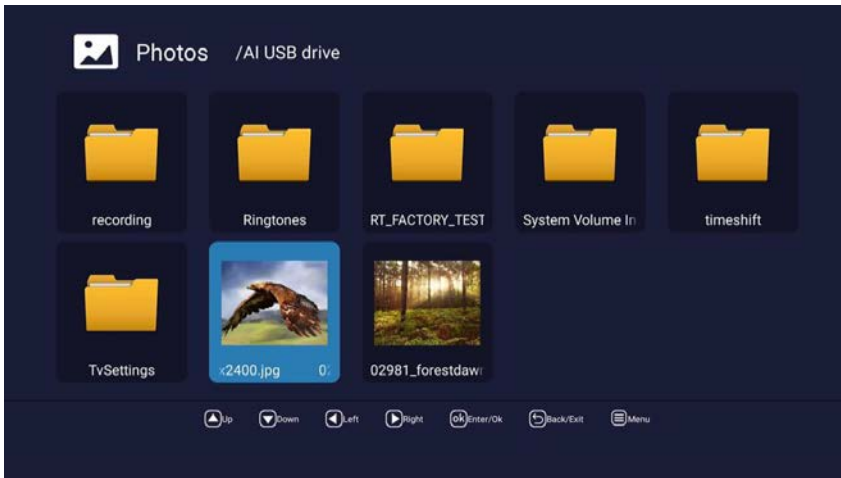 Photos /AI USB drive
recording Ringtones RT_FACTORY_TEST System Volume In timeshift
TvSettings x2400.jpg 02 02981_forestdawn
Up Down Left Right ok Enter/Ok Back/Exit Menu